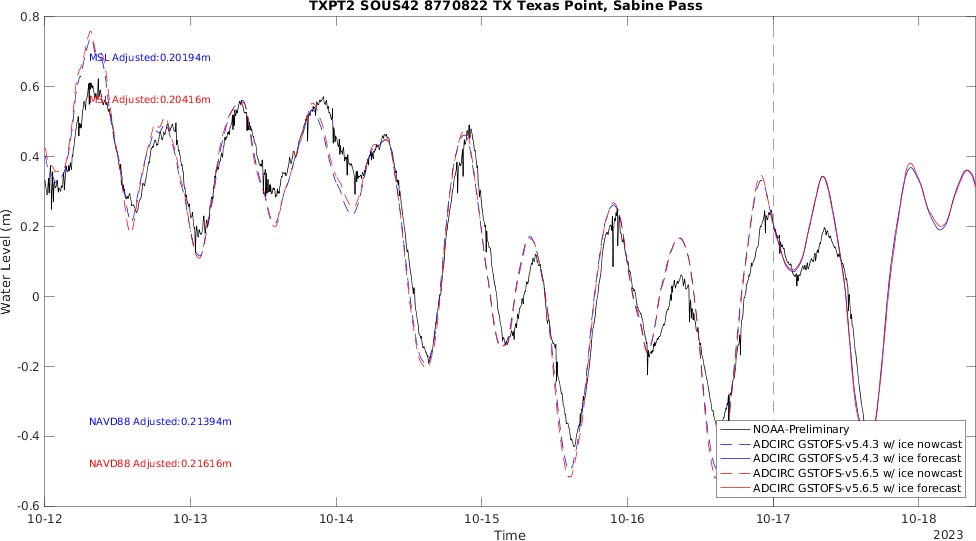 TXPT2 SOUS42 8770822 TX Texas Point, Sabine Pass
0.8
0.6
0.4
0.2
0
-0.2
-0.4
-0.6
Water Level (m)
MSL Adjusted:0.20194m
MSL Adjusted:0.20416m
NAVD88 Adjusted:0.21394m
NAVD88 Adjusted:0.21616m
NOAA-Preliminary
ADCIRC GSTOFS-v5.4.3 w/ ice nowcast
ADCIRC GSTOFS-v5.4.3 w/ ice forecast
ADCIRC GSTOFS-v5.6.5 w/ ice nowcast
ADCIRC GSTOFS-v5.6.5 w/ ice forecast
10-12 10-13 10-14 10-15 10-16 10-17 10-18
Time
2023